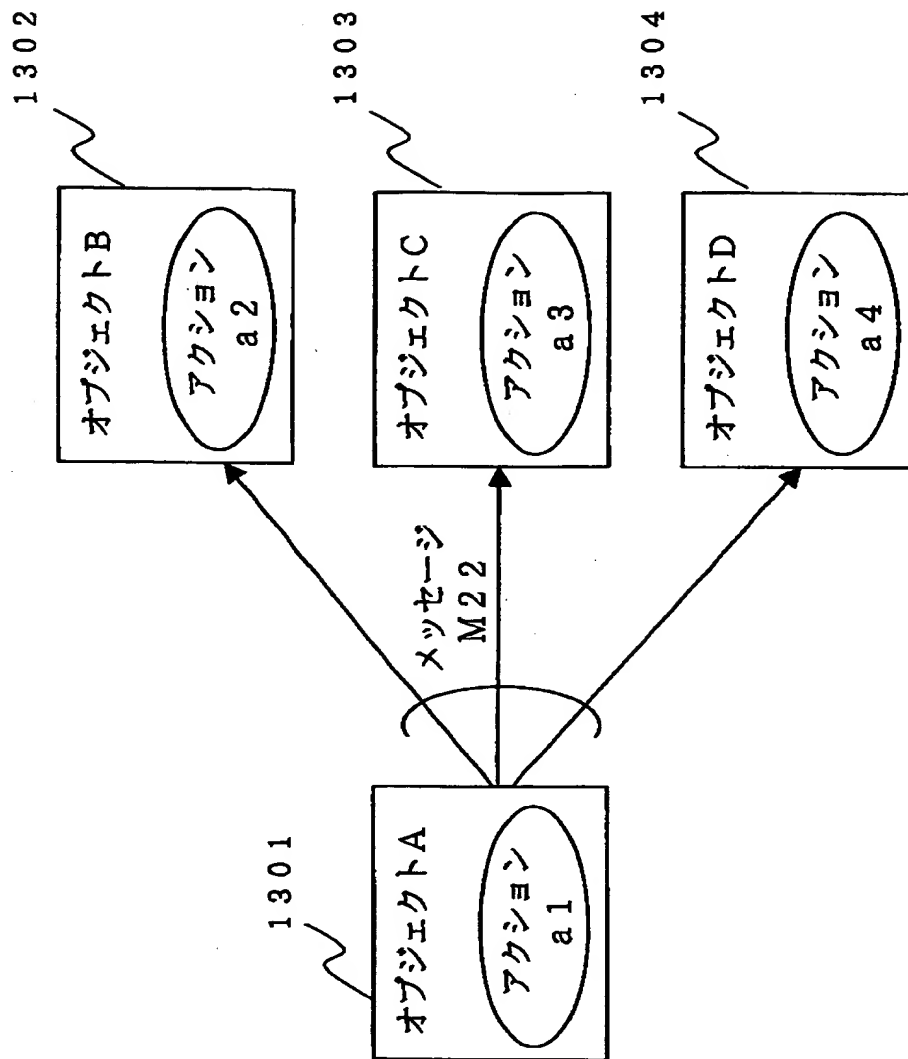 1301
オブジェクトA
アクション
a1
メッセージ
M22
1302
オブジェクトB
アクション
a2
1303
オブジェクトC
アクション
a3
1304
オブジェクトD
アクション
a4